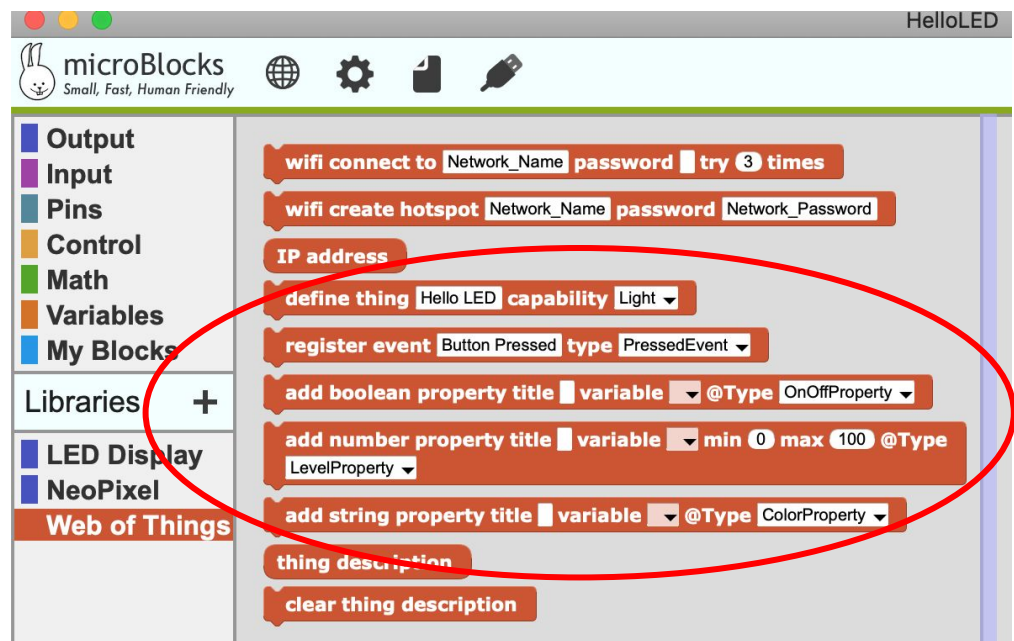 HelloLED
microBlocks
Small, Fast, Human Friendly
Output
Input
Pins
Control
Math
Variables
My Blocks
Libraries +
LED Display
NeoPixel
Web of Things
wifi connect to Network_Name password try 3 times
wifi create hotspot Network_Name password Network_Password
IP address
define thing Hello LED capability Light
register event Button Pressed type PressedEvent
add boolean property title variable @Type OnOffProperty
add number property title variable min 0 max 100 @Type
LevelProperty
add string property title variable @Type ColorProperty
thing description
clear thing description